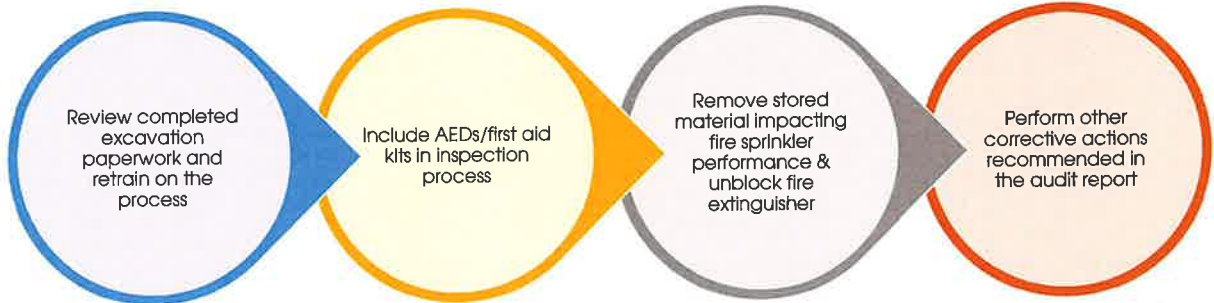 Review completed
excavation
paperwork and
retrain on the
process
Include AEDs/first aid
kits in inspection
process
Remove stored
material impacting
fire sprinkler
performance &
unblock fire
extinguisher
Perform other
corrective actions
recommended in
the audit report